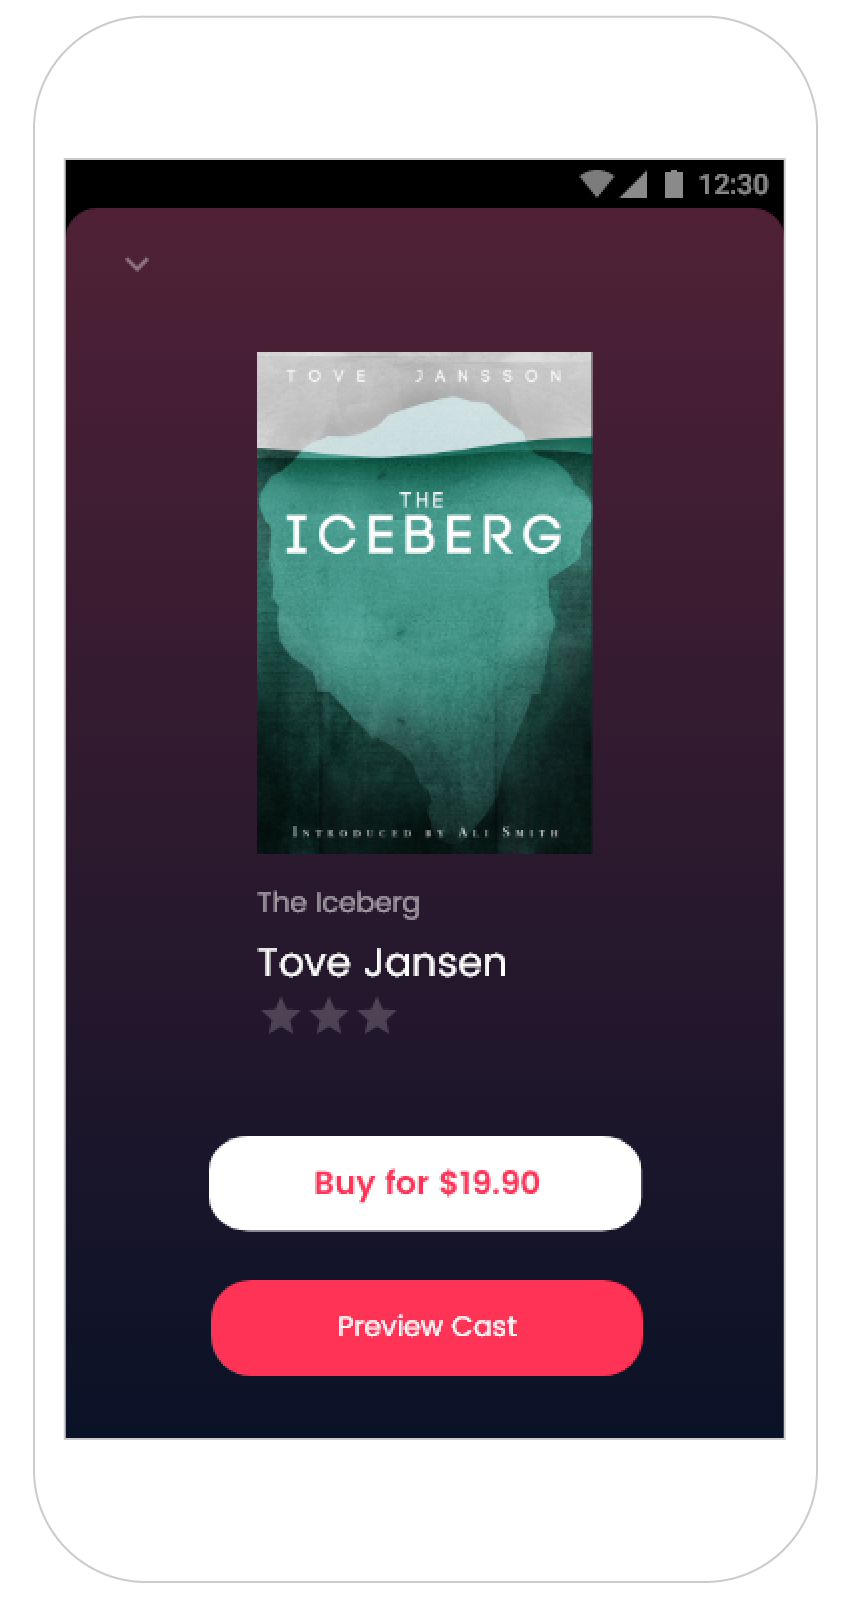 12:30
TOVE JANSSON
THE
ICEBERG
INTRODUCED BY ALI SMITH
The Iceberg
Tove Jansen
Buy for $19.90
Preview Cast